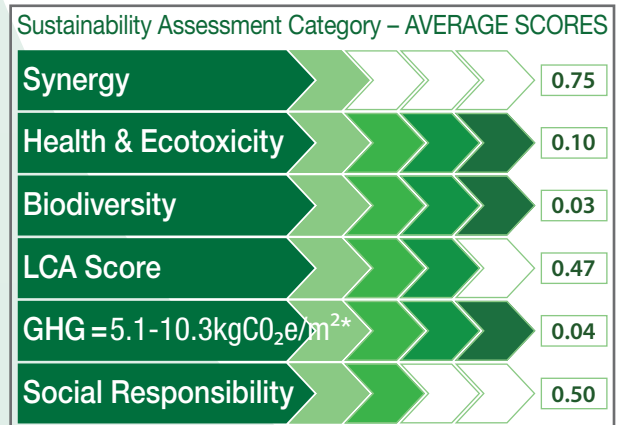 Sustainability Assessment Category – AVERAGE SCORES
Synergy 0.75
Health & Ecotoxicity 0.10
Biodiversity 0.03
LCA Score 0.47
GHG =5.1-10.3kgC0₂e/m²* 0.04
Social Responsibility 0.50